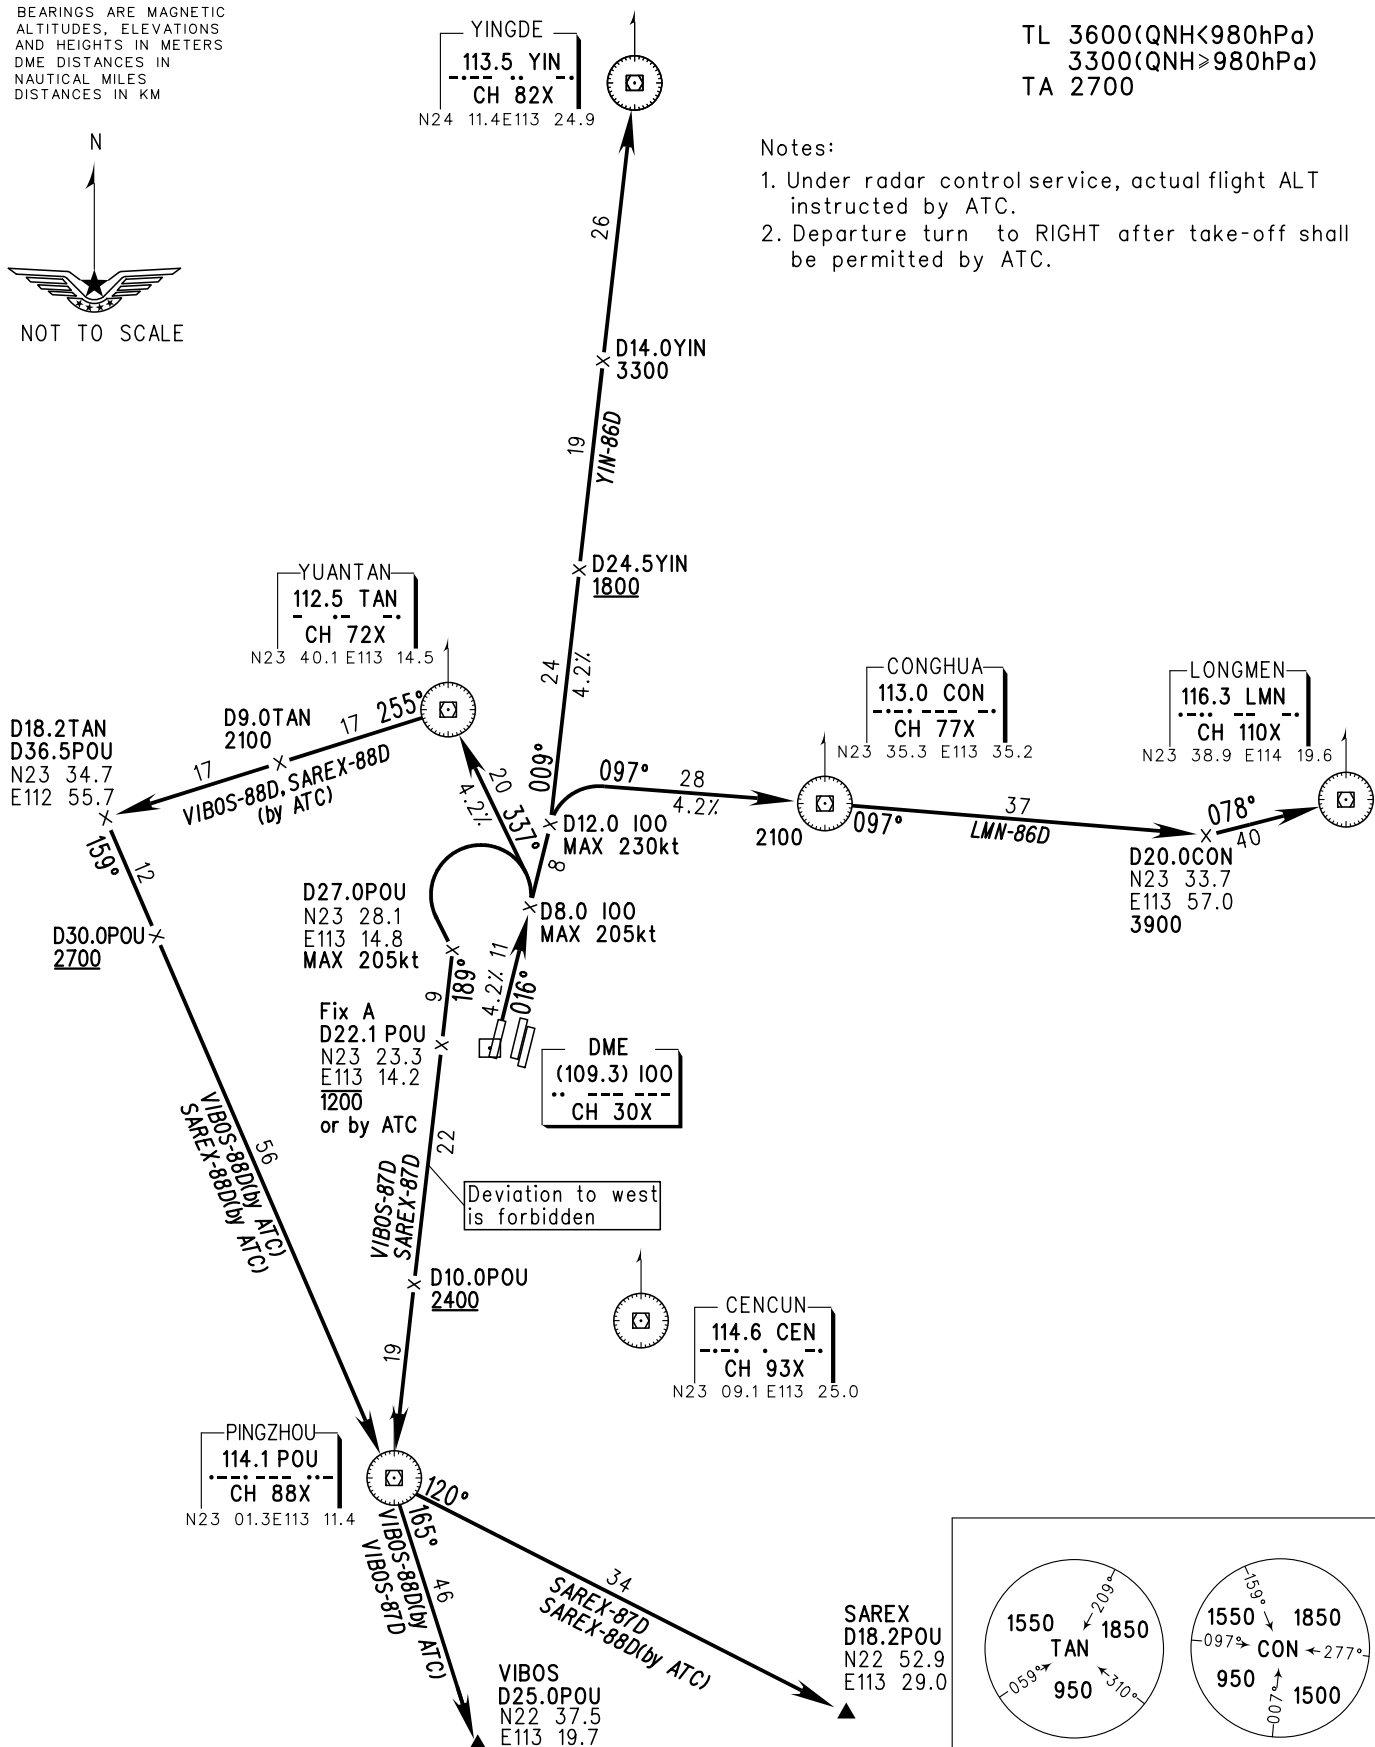 BEARINGS ARE MAGNETIC
ALTITUDES, ELEVATIONS
AND HEIGHTS IN METERS
DME DISTANCES IN
NAUTICAL MILES
DISTANCES IN KM
N
NOT TO SCALE
YINGDE
113.5 YIN
CH 82X
N24 11.4E113 24.9
TL 3600(QNH<980hPa)
3300(QNH≥980hPa)
TA 2700
Notes:
1. Under radar control service, actual flight ALT
instructed by ATC.
2. Departure turn to RIGHT after take-off shall
be permitted by ATC.
26
D14.0YIN
3300
19
YIN-86D
D24.5YIN
1800
24
4.2%
009°
YUANTAN
112.5 TAN
CH 72X
N23 40.1 E113 14.5
255°
17
D9.0TAN
2100
17
VIBOS-88D, SAREX-88D
(by ATC)
D18.2TAN
D36.5POU
N23 34.7
E112 55.7
20
4.2%
337°
097°
28
4.2%
D12.0 IOO
MAX 230kt
8
CONGHUA
113.0 CON
CH 77X
N23 35.3 E113 35.2
2100
097°
37
LMN-86D
LONGMEN
116.3 LMN
CH 110X
N23 38.9 E114 19.6
078°
40
D20.0CON
N23 33.7
E113 57.0
3900
159°
12
D30.0POU
2700
D27.0POU
N23 28.1
E113 14.8
MAX 205kt
D8.0 IOO
MAX 205kt
189°
9
4.2% 11
016°
Fix A
D22.1 POU
N23 23.3
E113 14.2
1200
or by ATC
DME
(109.3) IOO
CH 30X
56
VIBOS-88D(by ATC)
SAREX-88D(by ATC)
22
VIBOS-87D
SAREX-87D
Deviation to west
is forbidden
D10.0POU
2400
19
CENCUN
114.6 CEN
CH 93X
N23 09.1 E113 25.0
PINGZHOU
114.1 POU
CH 88X
N23 01.3E113 11.4
120°
165°
VIBOS-88D(by ATC)
VIBOS-87D
46
34
SAREX-87D
SAREX-88D(by ATC)
VIBOS
D25.0POU
N22 37.5
E113 19.7
SAREX
D18.2POU
N22 52.9
E113 29.0
1550
209°
1850
TAN
059°
950
310°
159°
1550
1850
097°
CON
277°
950
007°
1500